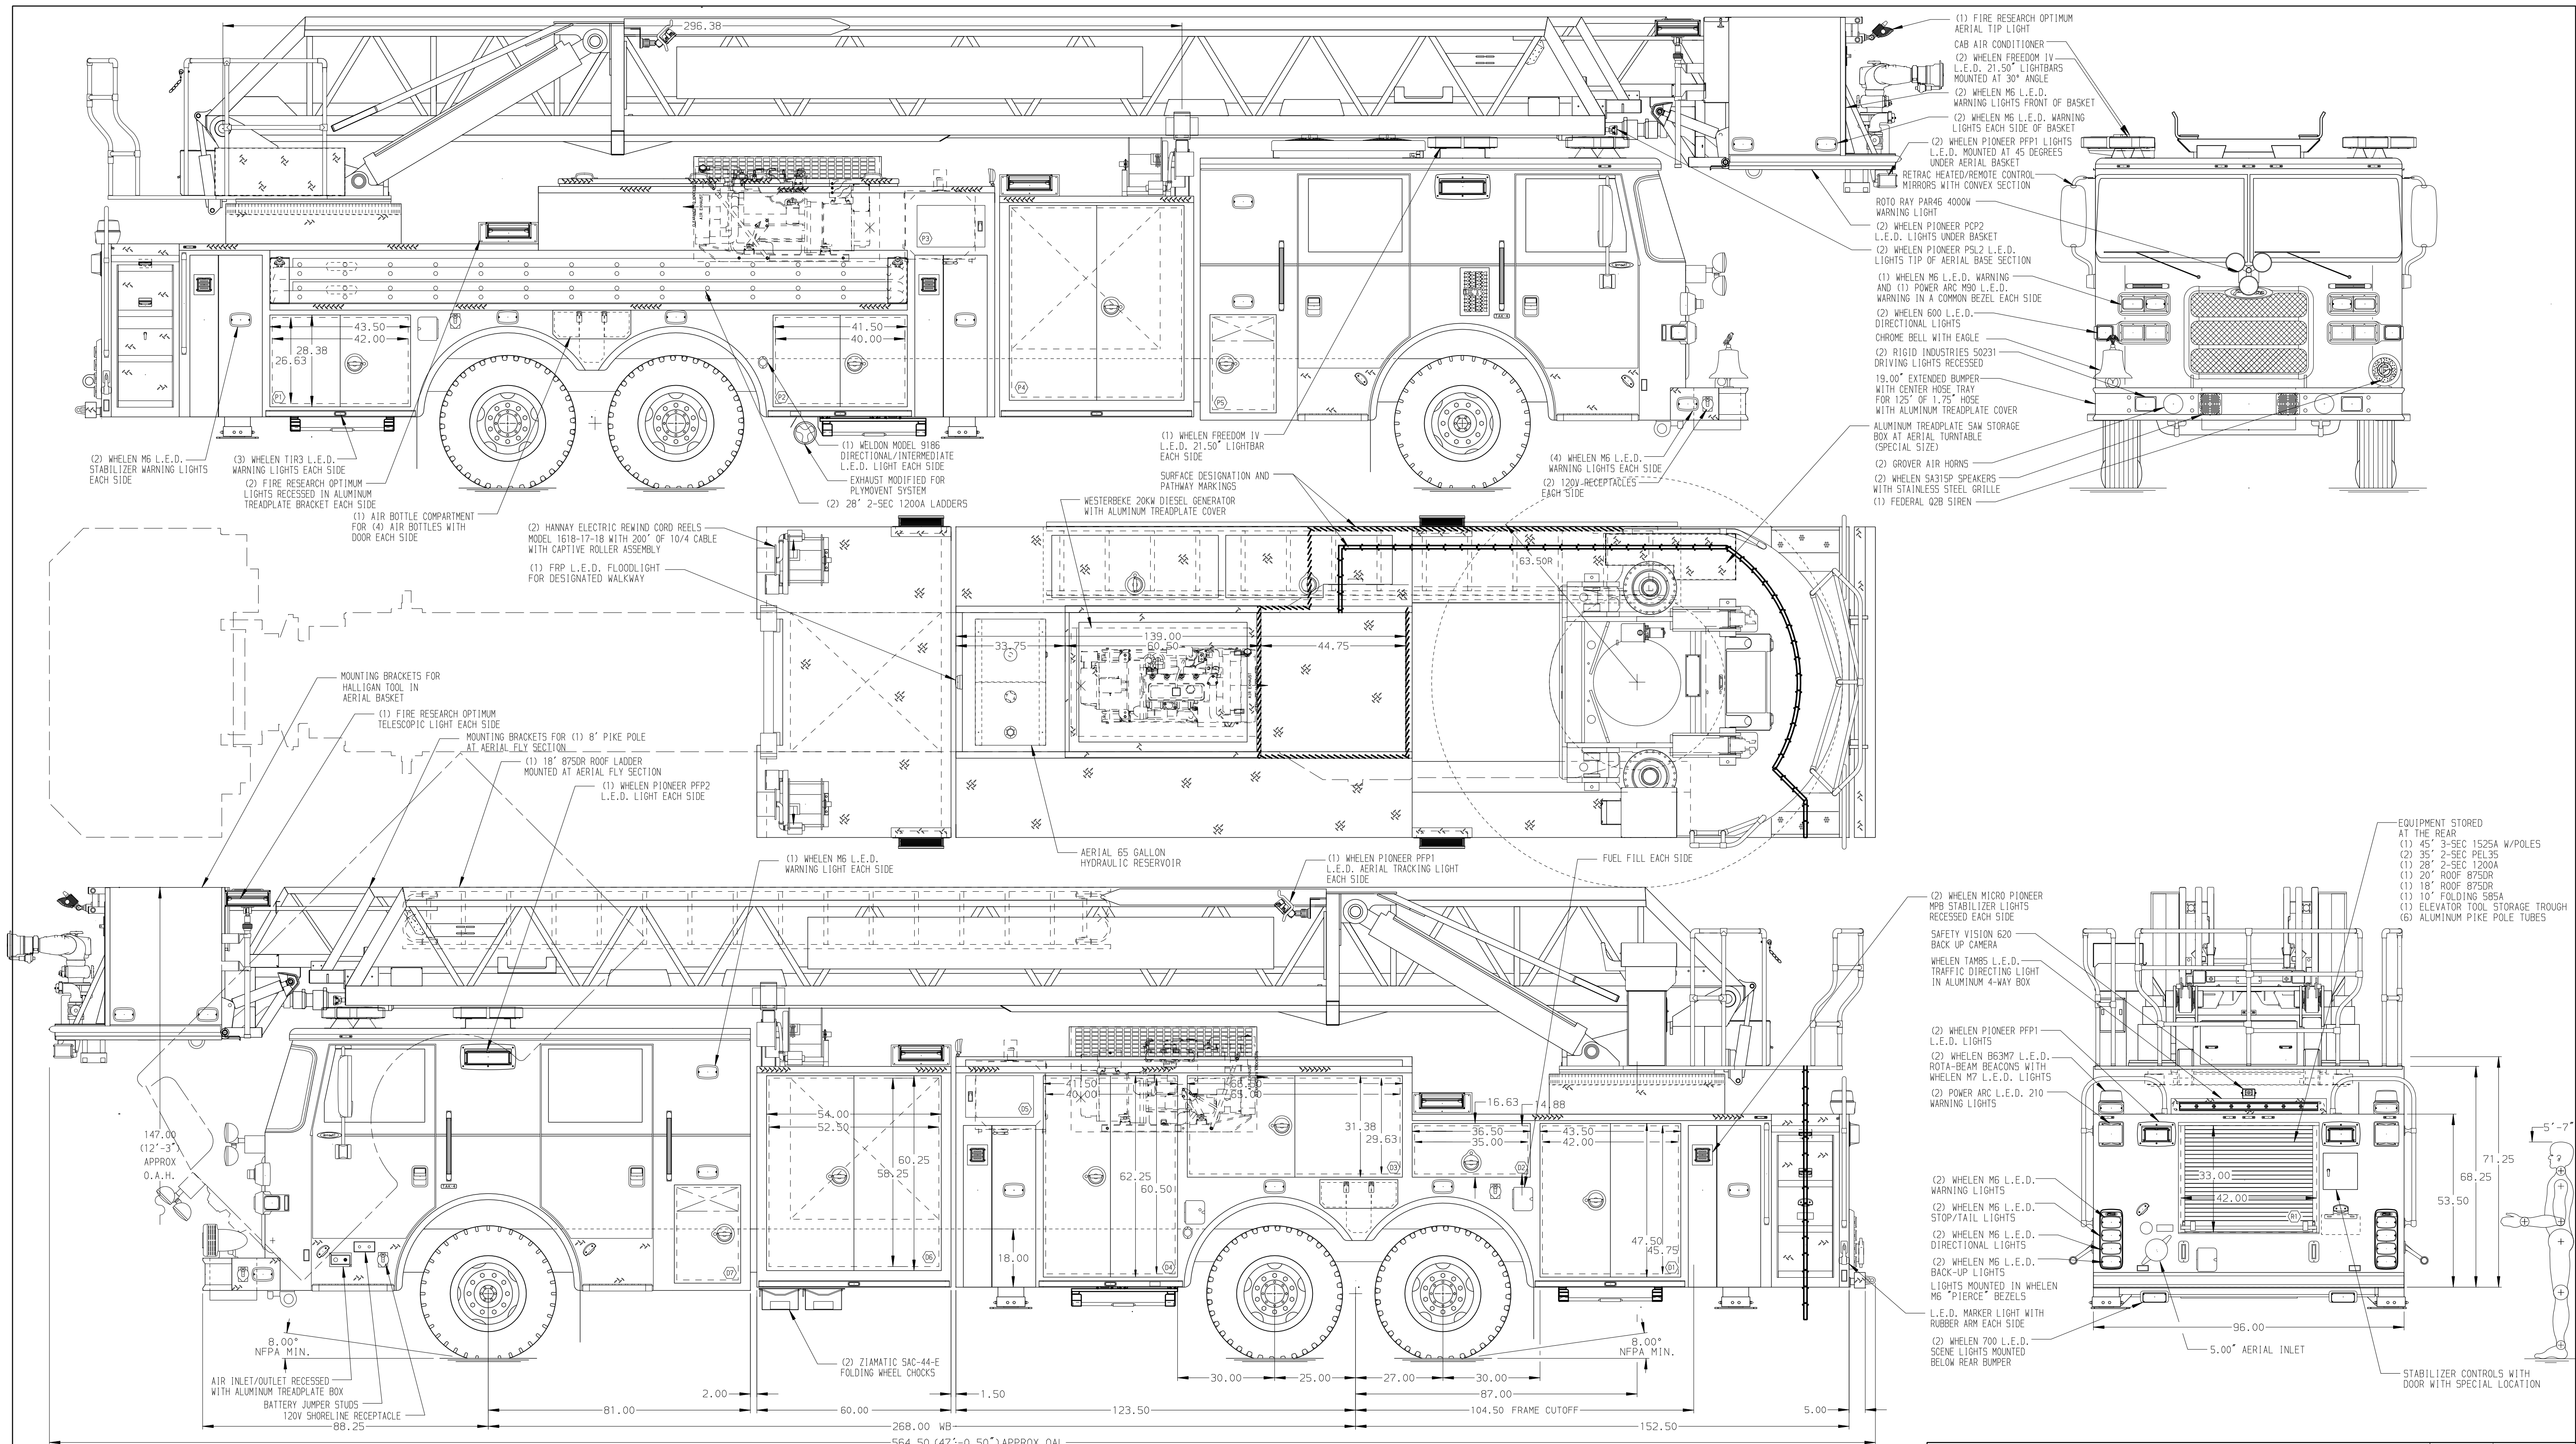 296.38
(1) FIRE RESEARCH OPTIMUM
AERIAL TIP LIGHT
CAB AIR CONDITIONER
(2) WHELEN FREEDOM IV
L.E.D. 21.50" LIGHTBARS
MOUNTED AT 30° ANGLE
(2) WHELEN M6 L.E.D.
WARNING LIGHTS FRONT OF BASKET
(2) WHELEN M6 L.E.D. WARNING
LIGHTS EACH SIDE OF BASKET
(2) WHELEN PIONEER PFP1 LIGHTS
L.E.D. MOUNTED AT 45 DEGREES
UNDER AERIAL BASKET
RETRAC HEATED/REMOTE CONTROL
MIRRORS WITH CONVEX SECTION
ROTO RAY PAR46 4000W
WARNING LIGHT
(2) WHELEN PIONEER PCP2
L.E.D. LIGHTS UNDER BASKET
(2) WHELEN PIONEER PSL2 L.E.D.
LIGHTS TIP OF AERIAL BASE SECTION
(1) WHELEN M6 L.E.D. WARNING
AND (1) POWER ARC M90 L.E.D.
WARNING IN A COMMON BEZEL EACH SIDE
(2) WHELEN 600 L.E.D.
DIRECTIONAL LIGHTS
CHROME BELL WITH EAGLE
(2) RIGID INDUSTRIES 50231
DRIVING LIGHTS RECESSED
19.00" EXTENDED BUMPER
WITH CENTER HOSE TRAY
FOR 125' OF 1.75" HOSE
WITH ALUMINUM TREADPLATE COVER
ALUMINUM TREADPLATE SAW STORAGE
BOX AT AERIAL TURNTABLE
(SPECIAL SIZE)
(2) GROVER AIR HORNS
(2) WHELEN SA315P SPEAKERS
WITH STAINLESS STEEL GRILLE
(1) FEDERAL Q2B SIREN
AIR EXHAUST
P3
43.50
42.00
28.38
26.63
P1
41.50
40.00
P2
P4
P5
TAK-4
(2) WHELEN M6 L.E.D.
STABILIZER WARNING LIGHTS
EACH SIDE
(3) WHELEN TIR3 L.E.D.
WARNING LIGHTS EACH SIDE
(2) FIRE RESEARCH OPTIMUM
LIGHTS RECESSED IN ALUMINUM
TREADPLATE BRACKET EACH SIDE
(1) AIR BOTTLE COMPARTMENT
FOR (4) AIR BOTTLES WITH
DOOR EACH SIDE
(1) WELDON MODEL 9186
DIRECTIONAL/INTERMEDIATE
L.E.D. LIGHT EACH SIDE
EXHAUST MODIFIED FOR
PLYMOVENT SYSTEM
(2) 28' 2-SEC 1200A LADDERS
(1) WHELEN FREEDOM IV
L.E.D. 21.50" LIGHTBAR
EACH SIDE
(4) WHELEN M6 L.E.D.
WARNING LIGHTS EACH SIDE
(2) 120V RECEPTACLES
EACH SIDE
SURFACE DESIGNATION AND
PATHWAY MARKINGS
WESTERBEKE 20KW DIESEL GENERATOR
WITH ALUMINUM TREADPLATE COVER
(2) HANNAY ELECTRIC REWIND CORD REELS
MODEL 1618-17-18 WITH 200' OF 10/4 CABLE
WITH CAPTIVE ROLLER ASSEMBLY
(1) FRP L.E.D. FLOODLIGHT
FOR DESIGNATED WALKWAY
63.50R
139.00
33.75
60.50
44.75
AIR EXHAUST
MOUNTING BRACKETS FOR
HALLIGAN TOOL IN
AERIAL BASKET
(1) FIRE RESEARCH OPTIMUM
TELESCOPIC LIGHT EACH SIDE
MOUNTING BRACKETS FOR (1) 8' PIKE POLE
AT AERIAL FLY SECTION
(1) 18' 875DR ROOF LADDER
MOUNTED AT AERIAL FLY SECTION
(1) WHELEN PIONEER PFP2
L.E.D. LIGHT EACH SIDE
AERIAL 65 GALLON
HYDRAULIC RESERVOIR
(1) WHELEN M6 L.E.D.
WARNING LIGHT EACH SIDE
(1) WHELEN PIONEER PFP1
L.E.D. AERIAL TRACKING LIGHT
EACH SIDE
FUEL FILL EACH SIDE
EQUIPMENT STORED
AT THE REAR
(1) 45' 3-SEC 1525A W/POLES
(2) 35' 2-SEC PEL35
(1) 28' 2-SEC 1200A
(1) 20' ROOF 875DR
(1) 18' ROOF 875DR
(1) 10' FOLDING 585A
(1) ELEVATOR TOOL STORAGE TROUGH
(6) ALUMINUM PIKE POLE TUBES
(2) WHELEN MICRO PIONEER
MPB STABILIZER LIGHTS
RECESSED EACH SIDE
SAFETY VISION 620
BACK UP CAMERA
WHELEN TAM85 L.E.D.
TRAFFIC DIRECTING LIGHT
IN ALUMINUM 4-WAY BOX
(2) WHELEN PIONEER PFP1
L.E.D. LIGHTS
(2) WHELEN B63M7 L.E.D.
ROTA-BEAM BEACONS WITH
WHELEN M7 L.E.D. LIGHTS
(2) POWER ARC L.E.D. 210
WARNING LIGHTS
(2) WHELEN M6 L.E.D.
WARNING LIGHTS
(2) WHELEN M6 L.E.D.
STOP/TAIL LIGHTS
(2) WHELEN M6 L.E.D.
DIRECTIONAL LIGHTS
(2) WHELEN M6 L.E.D.
BACK-UP LIGHTS
LIGHTS MOUNTED IN WHELEN
M6 "PIERCE" BEZELS
L.E.D. MARKER LIGHT WITH
RUBBER ARM EACH SIDE
(2) WHELEN 700 L.E.D.
SCENE LIGHTS MOUNTED
BELOW REAR BUMPER
147.00
(12'-3")
APPROX
O.A.H.
TAK-4
54.00
52.50
60.25
58.25
D6
D7
D5
41.50
40.00
66.50
65.00
62.25
60.50
D4
31.38
29.63
D3
16.63
14.88
36.50
35.00
D2
43.50
42.00
47.50
45.75
D1
18.00
33.00
42.00
R1
5'-7"
71.25
68.25
53.50
96.00
5.00" AERIAL INLET
STABILIZER CONTROLS WITH
DOOR WITH SPECIAL LOCATION
8.00°
NFPA MIN.
8.00°
NFPA MIN.
(2) ZIAMATIC SAC-44-E
FOLDING WHEEL CHOCKS
AIR INLET/OUTLET RECESSED
WITH ALUMINUM TREADPLATE BOX
BATTERY JUMPER STUDS
120V SHORELINE RECEPTACLE
30.00
25.00
27.00
30.00
2.00
1.50
87.00
81.00
60.00
123.50
104.50 FRAME CUTOFF
5.00
88.25
268.00 WB
152.50
564.50 (47'-0.50") APPROX OAL